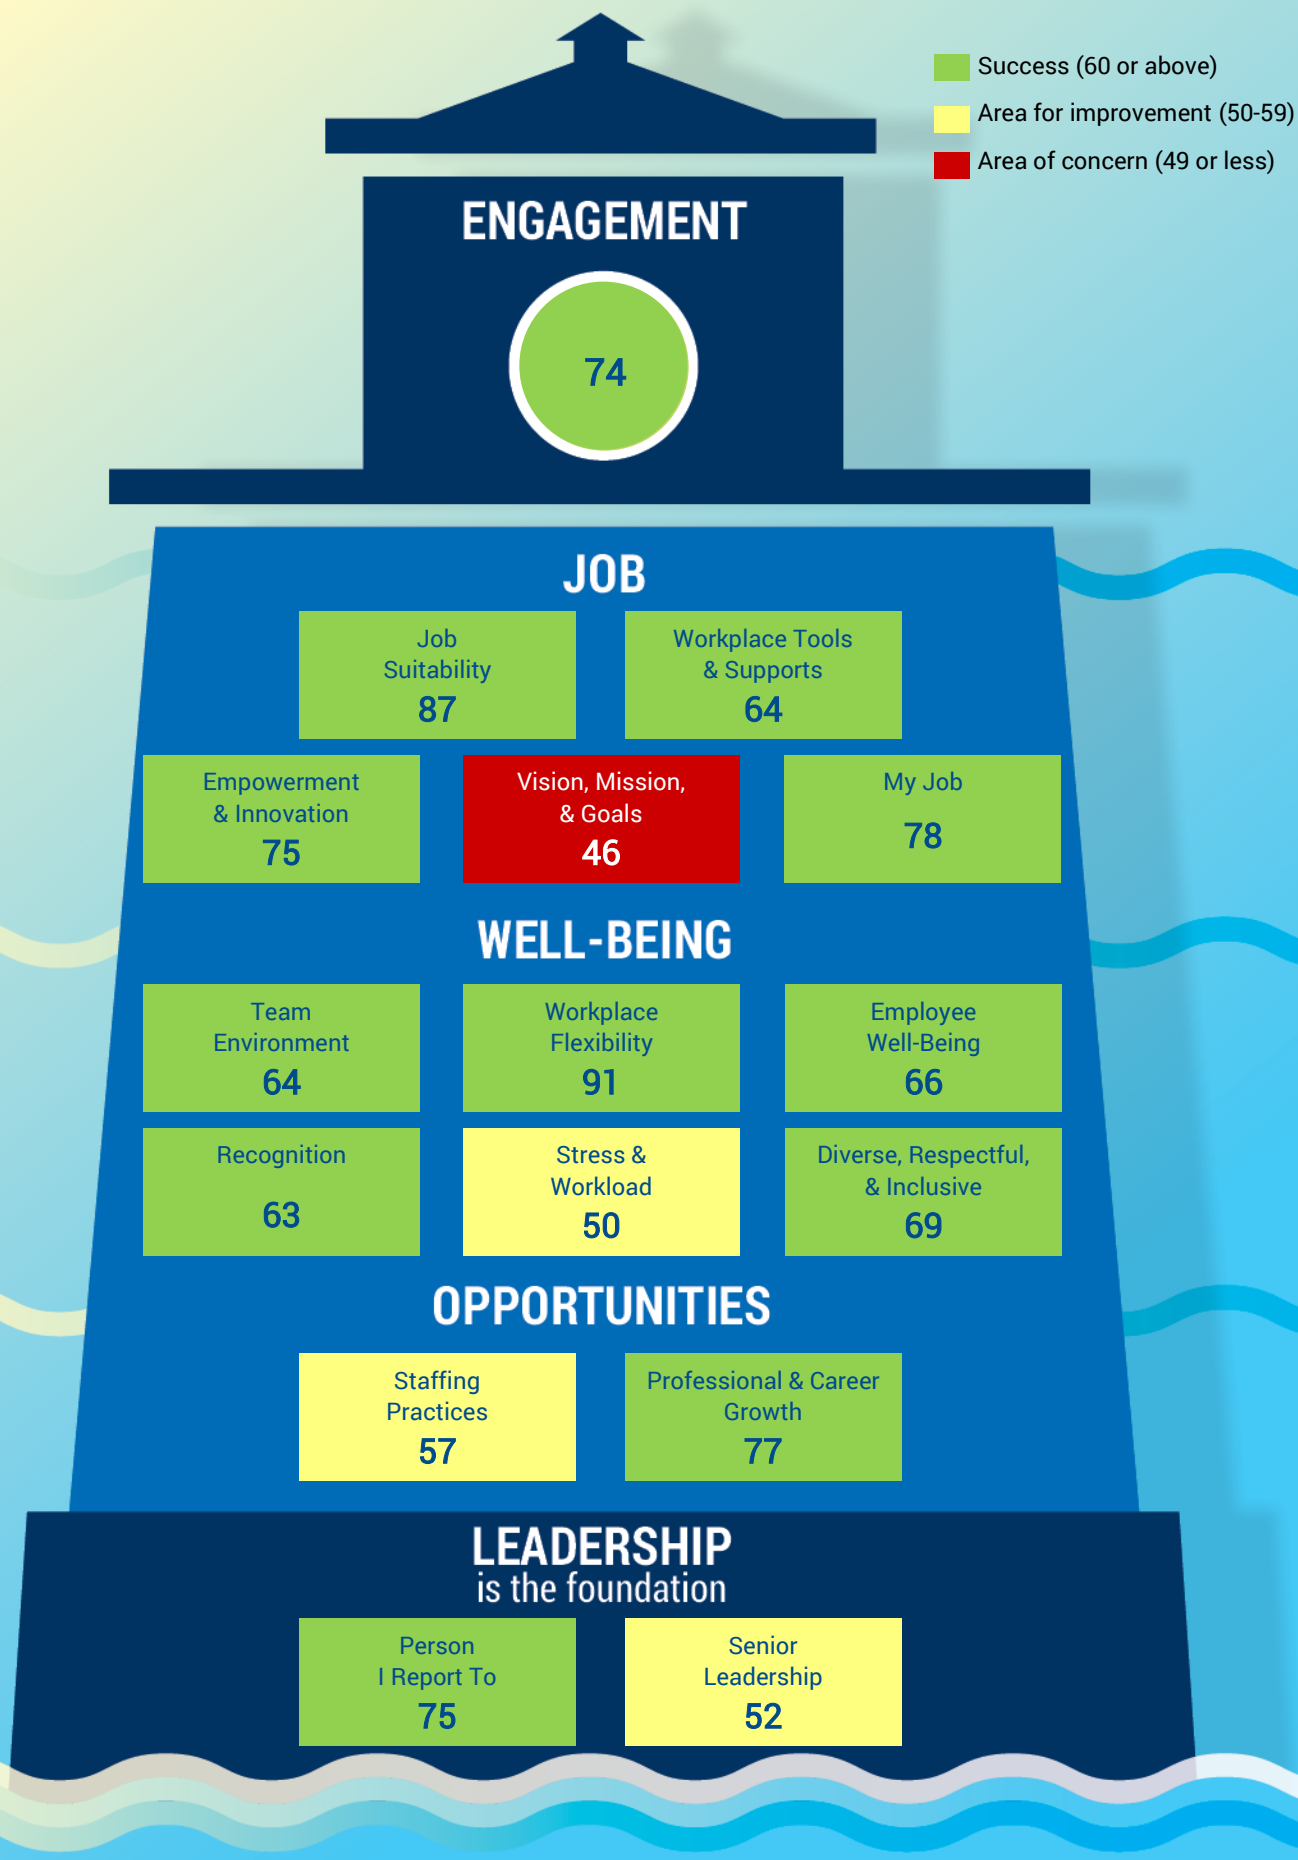 Success (60 or above)
Area for improvement (50-59)
Area of concern (49 or less)
ENGAGEMENT
74
JOB
Job
Suitability
87
Workplace Tools
& Supports
64
Empowerment
& Innovation
75
Vision, Mission,
& Goals
46
My Job
78
WELL-BEING
Team
Environment
64
Workplace
Flexibility
91
Employee
Well-Being
66
Recognition
63
Stress &
Workload
50
Diverse, Respectful,
& Inclusive
69
OPPORTUNITIES
Staffing
Practices
57
Professional & Career
Growth
77
LEADERSHIP
is the foundation
Person
I Report To
75
Senior
Leadership
52